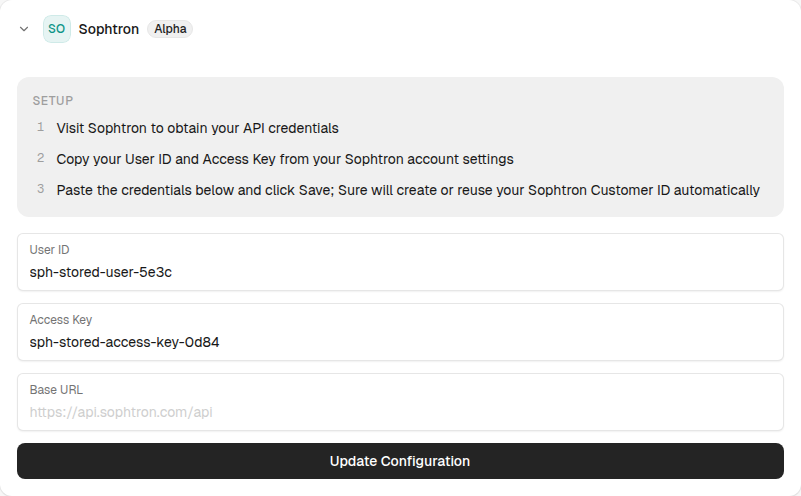 SO Sophtron Alpha
SETUP
1 Visit Sophtron to obtain your API credentials
2 Copy your User ID and Access Key from your Sophtron account settings
3 Paste the credentials below and click Save; Sure will create or reuse your Sophtron Customer ID automatically
User ID
sph-stored-user-5e3c
Access Key
sph-stored-access-key-0d84
Base URL
https://api.sophtron.com/api
Update Configuration